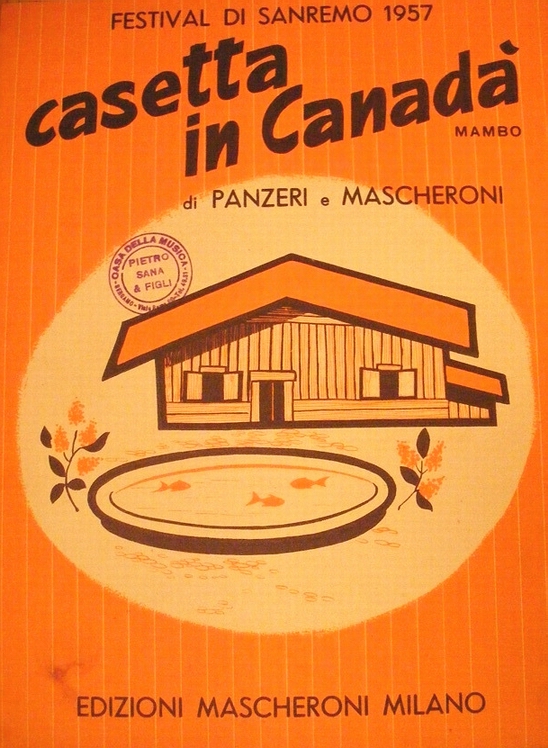 FESTIVAL DI SANREMO 1957
casetta
in Canadà
MAMBO
di PANZERI e MASCHERONI
CASA DELLA MUSICA
PIETRO
SANA
& FIGLI
EDIZIONI MASCHERONI MILANO